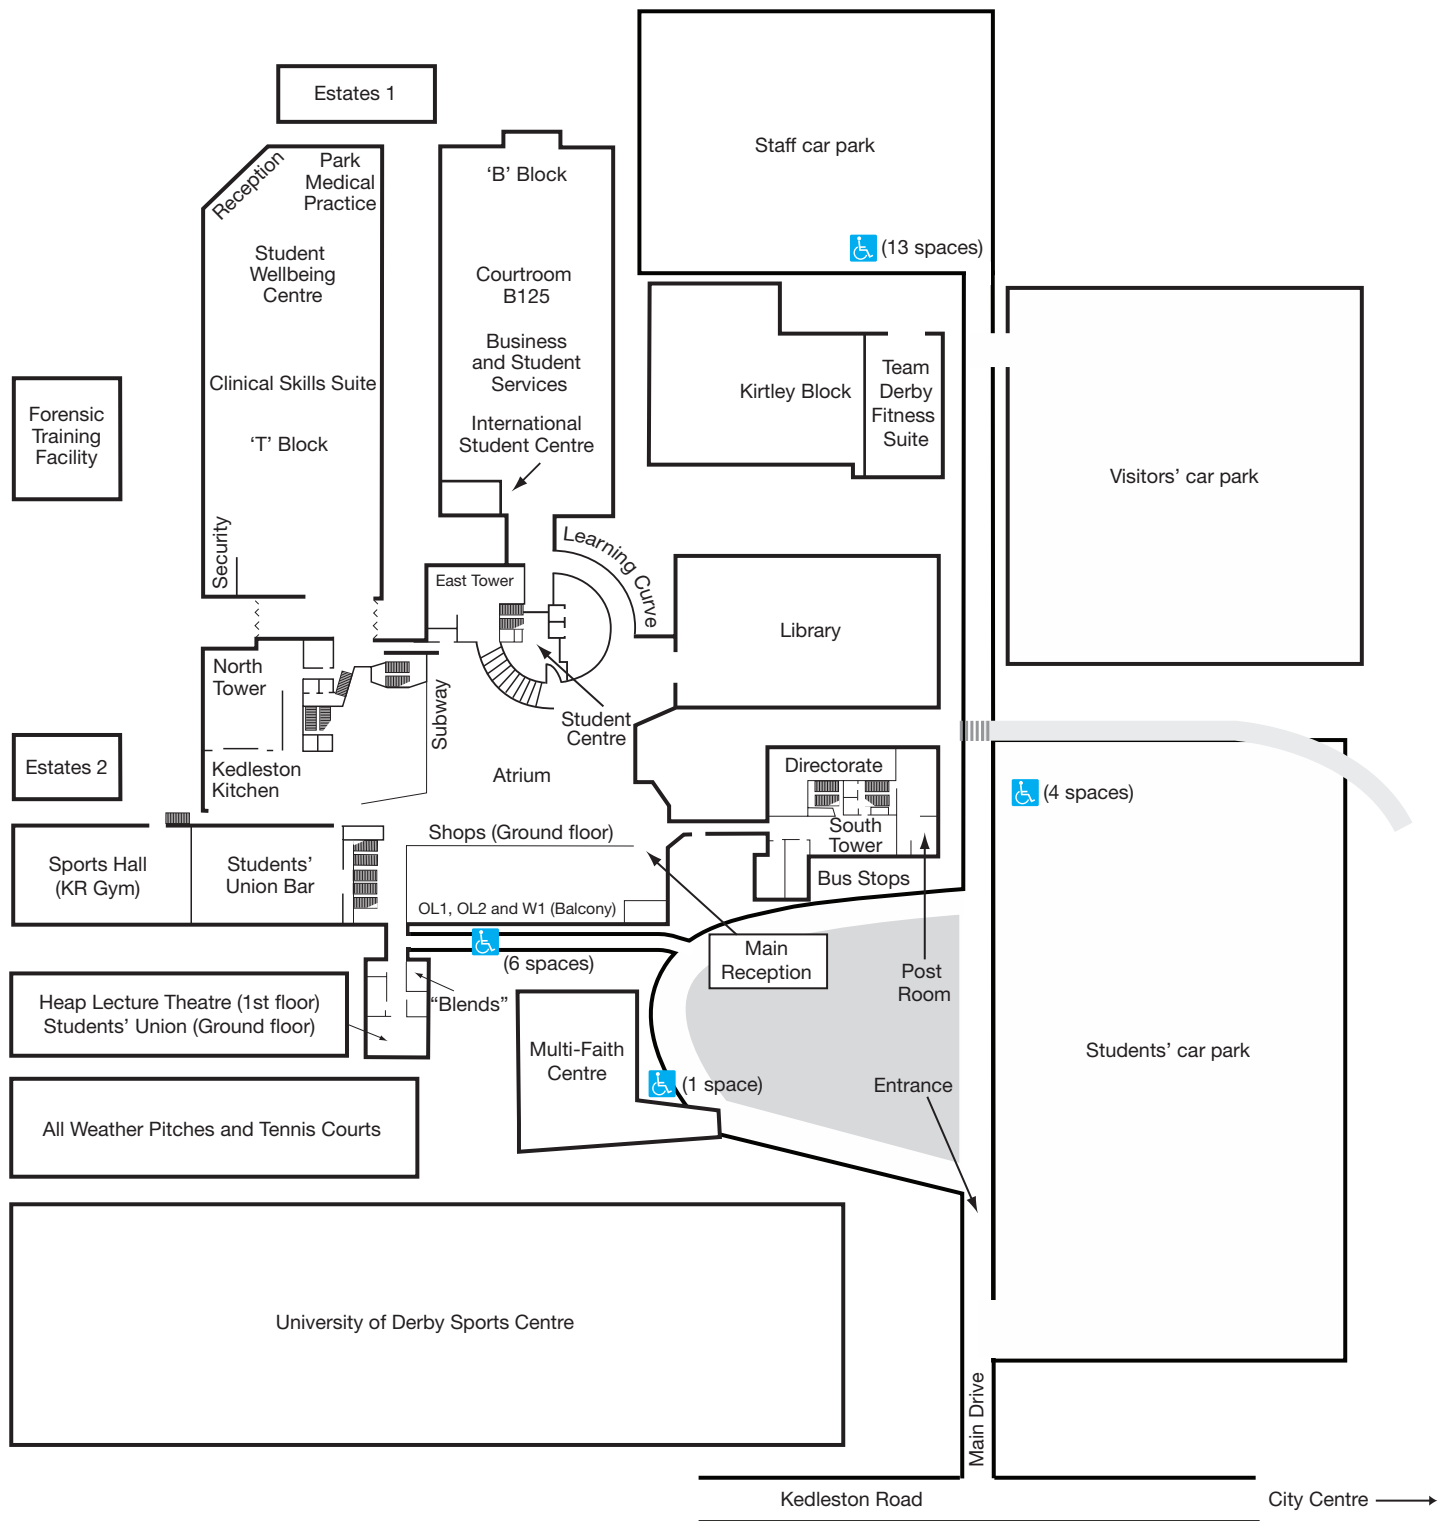 Estates 1
Staff car park
(13 spaces)
Reception
Park
Medical
Practice
Student
Wellbeing
Centre
Clinical Skills Suite
‘T’ Block
Security
‘B’ Block
Courtroom
B125
Business
and Student
Services
International
Student Centre
Kirtley Block
Team
Derby
Fitness
Suite
Visitors’ car park
Forensic
Training
Facility
Learning Curve
East Tower
Library
North
Tower
Subway
Student
Centre
Estates 2
Kedleston
Kitchen
Atrium
Directorate
South
Tower
(4 spaces)
Shops (Ground floor)
Sports Hall
(KR Gym)
Students’
Union Bar
Bus Stops
OL1, OL2 and W1 (Balcony)
Main
Reception
(6 spaces)
Post
Room
“Blends”
Heap Lecture Theatre (1st floor)
Students’ Union (Ground floor)
Multi-Faith
Centre
(1 space)
Entrance
Students’ car park
All Weather Pitches and Tennis Courts
University of Derby Sports Centre
Main Drive
Kedleston Road
City Centre